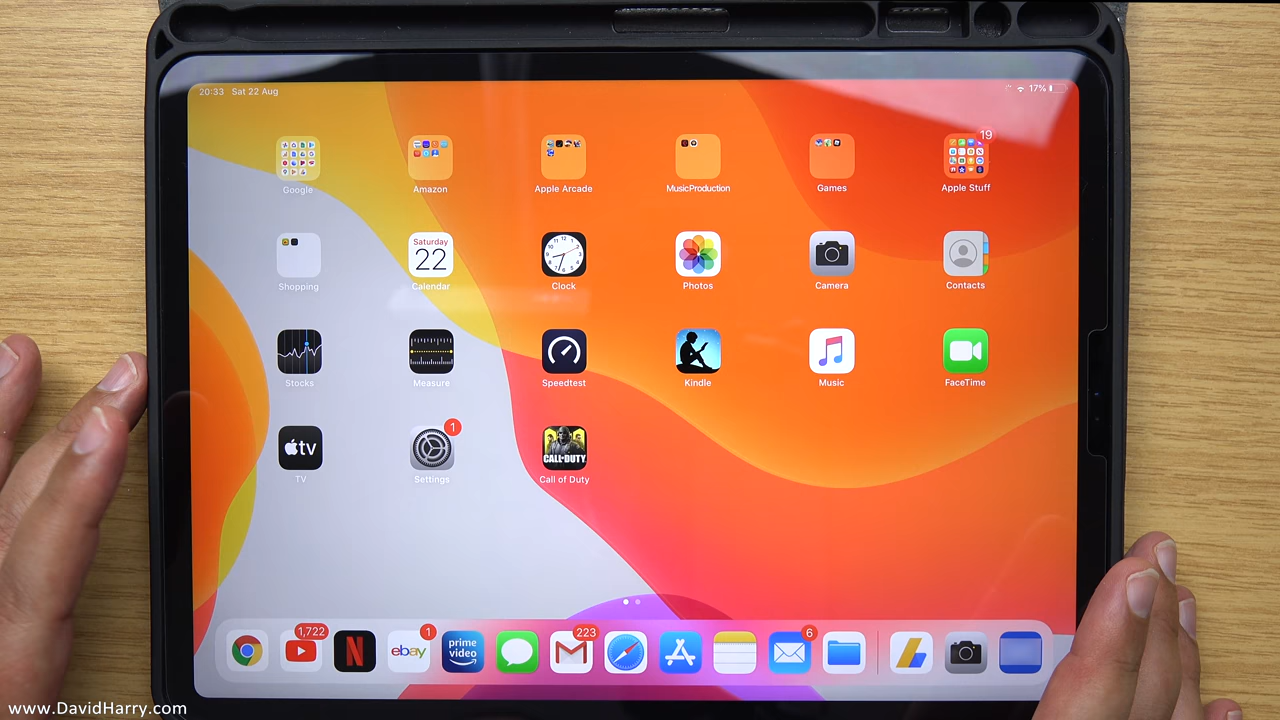 20:33 Sat 22 Aug 17%
19
Google Amazon Apple Arcade MusicProduction Games Apple Stuff
Saturday
22
12
Shopping Calendar Clock Photos Camera Contacts
Stocks Measure Speedtest Kindle Music FaceTime
1
tv
CALL OF DUTY
TV Settings Call of Duty
1,722 1 223 6
N ebay prime video
www.DavidHarry.com